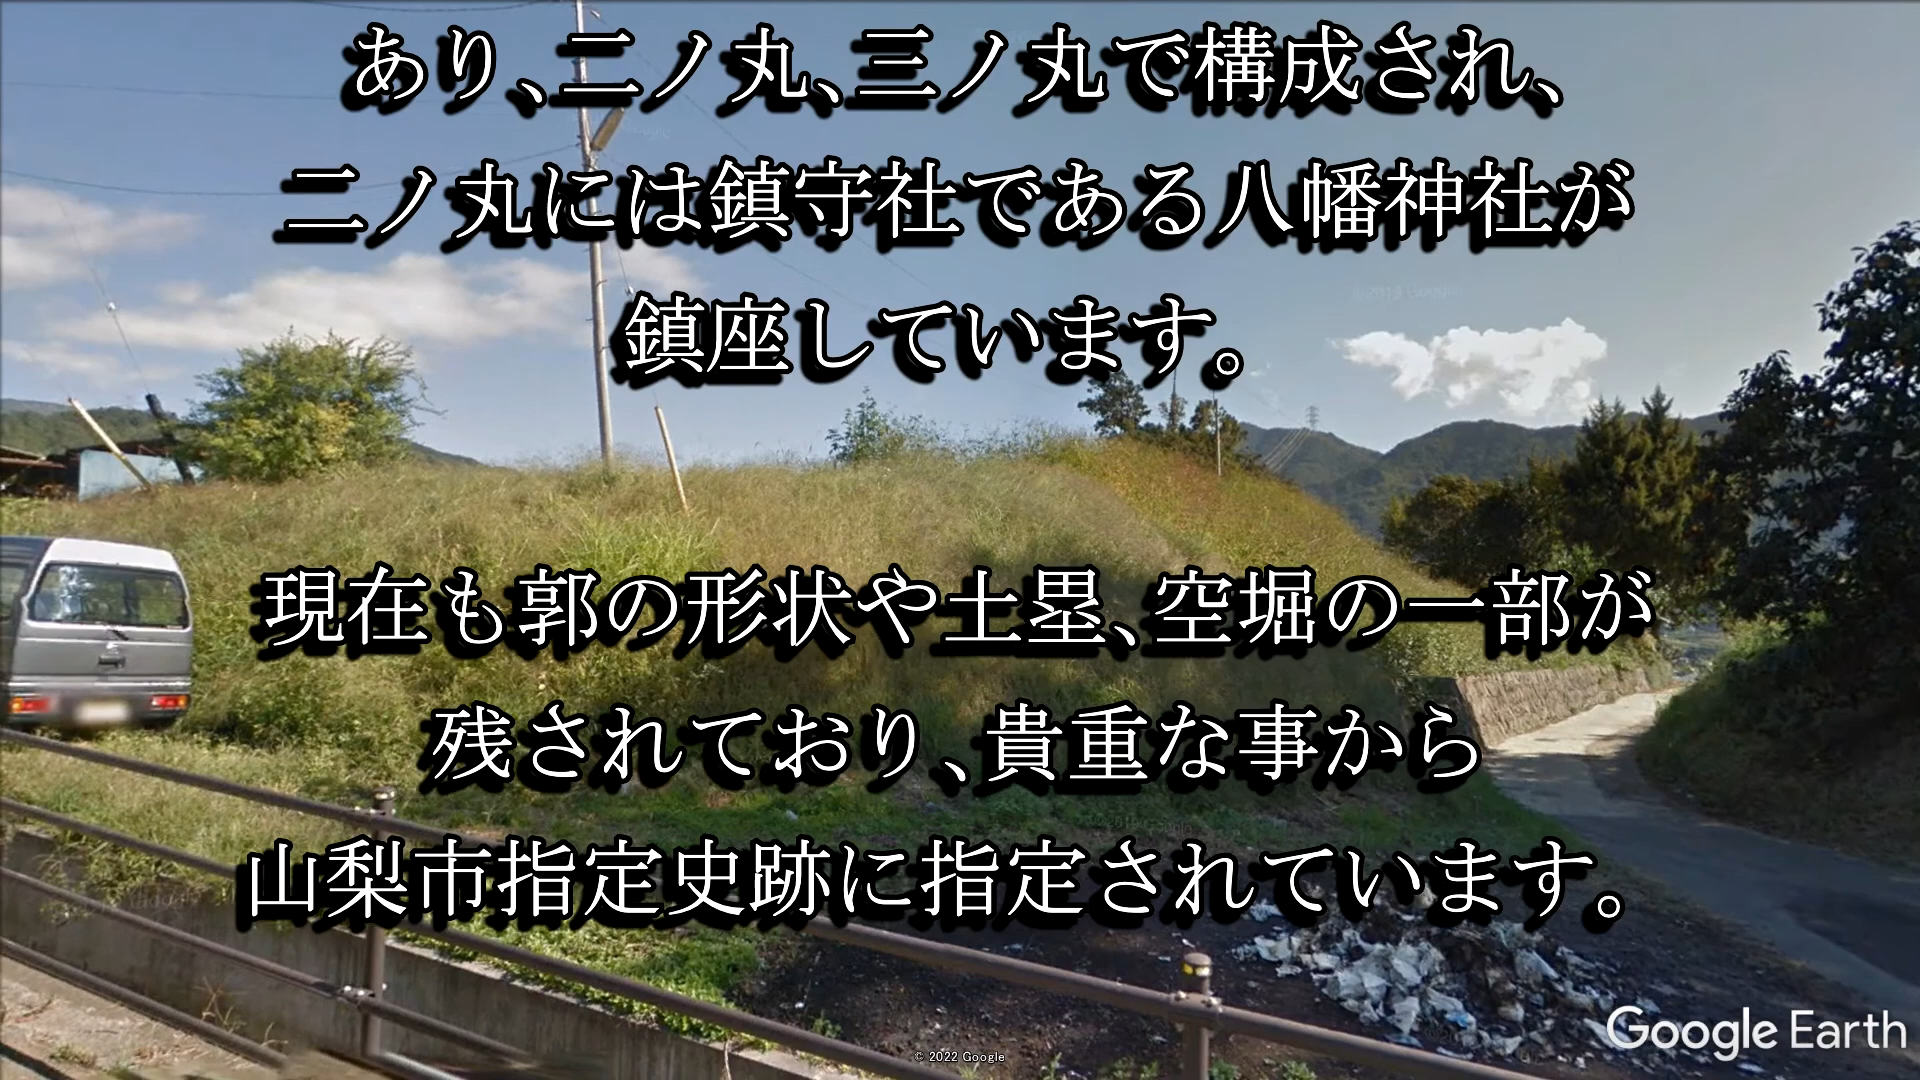 あり、二ノ丸、三ノ丸で構成され、
二ノ丸には鎮守社である八幡神社が
鎮座しています。
現在も郭の形状や土塁、空堀の一部が
残されており、貴重な事から
山梨市指定史跡に指定されています。
Google Earth
© 2022 Google